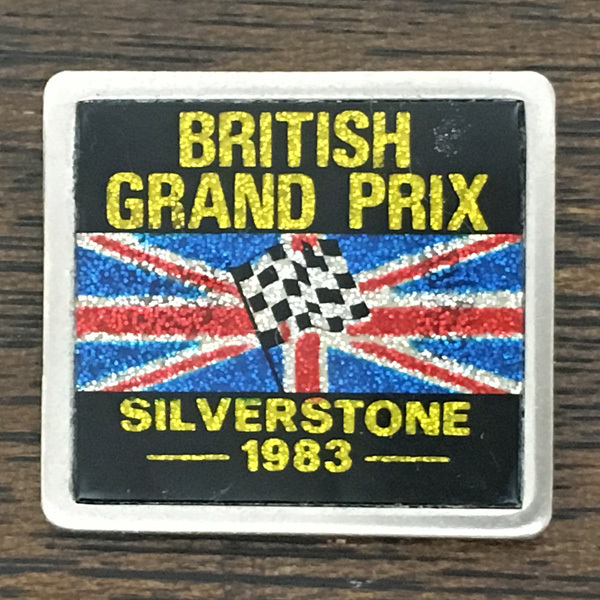 BRITISH
GRAND PRIX
SILVERSTONE
1983